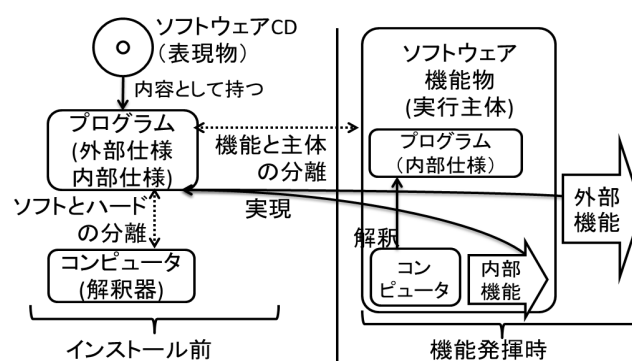 ソフトウェアCD
（表現物）
内容として持つ
プログラム
(外部仕様
内部仕様)
機能と主体
の分離
ソフトとハード
の分離
実現
コンピュータ
(解釈器)
インストール前
ソフトウェア
機能物
(実行主体)
プログラム
（内部仕様）
解釈
コン
ピュータ
内部
機能
外部
機能
機能発揮時